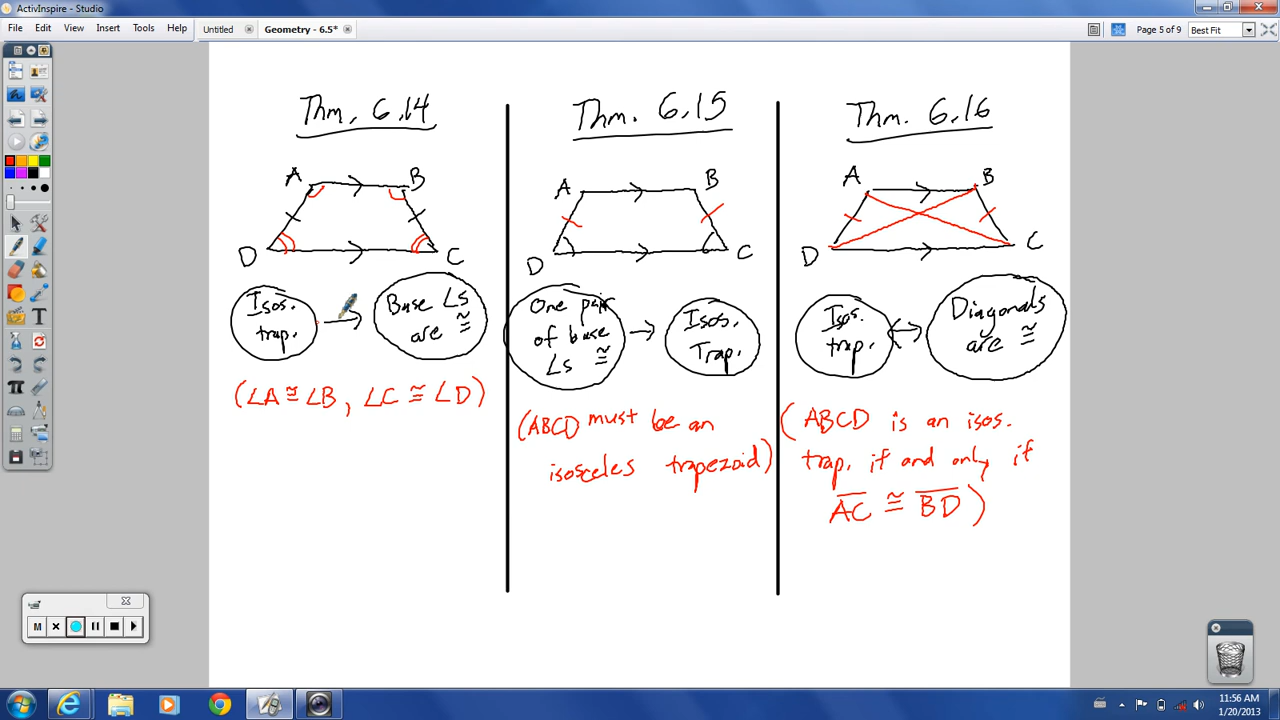 ActivInspire - Studio
File Edit View Insert Tools Help
Untitled
Geometry - 6.5*
Page 5 of 9
Best Fit
Thm. 6.14
A B
D C
Isos. trap. → Base ∠s are ≅
(∠A ≅ ∠B, ∠C ≅ ∠D)
Thm. 6.15
A B
D C
One pair of base ∠s ≅ → Isos. Trap.
(ABCD must be an
isosceles trapezoid)
Thm. 6.16
A B
D C
Isos. trap. ↔ Diagonals are ≅
(ABCD is an isos.
trap. if and only if
A̅C̅ ≅ B̅D̅)
M
11:56 AM
1/20/2013